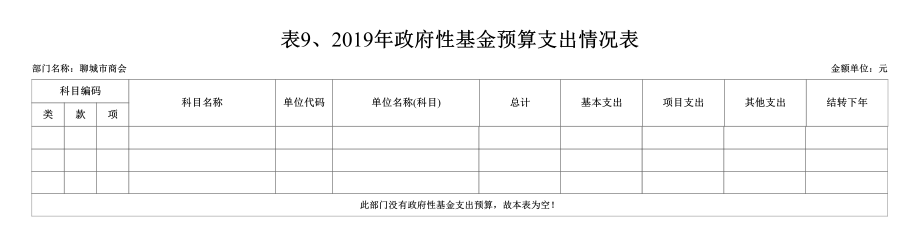 表9、2019年政府性基金预算支出情况表
部门名称：聊城市商会 金额单位：元
科目编码 科目名称 单位代码 单位名称(科目) 总计 基本支出 项目支出 其他支出 结转下年
类 款 项
此部门没有政府性基金支出预算，故本表为空！